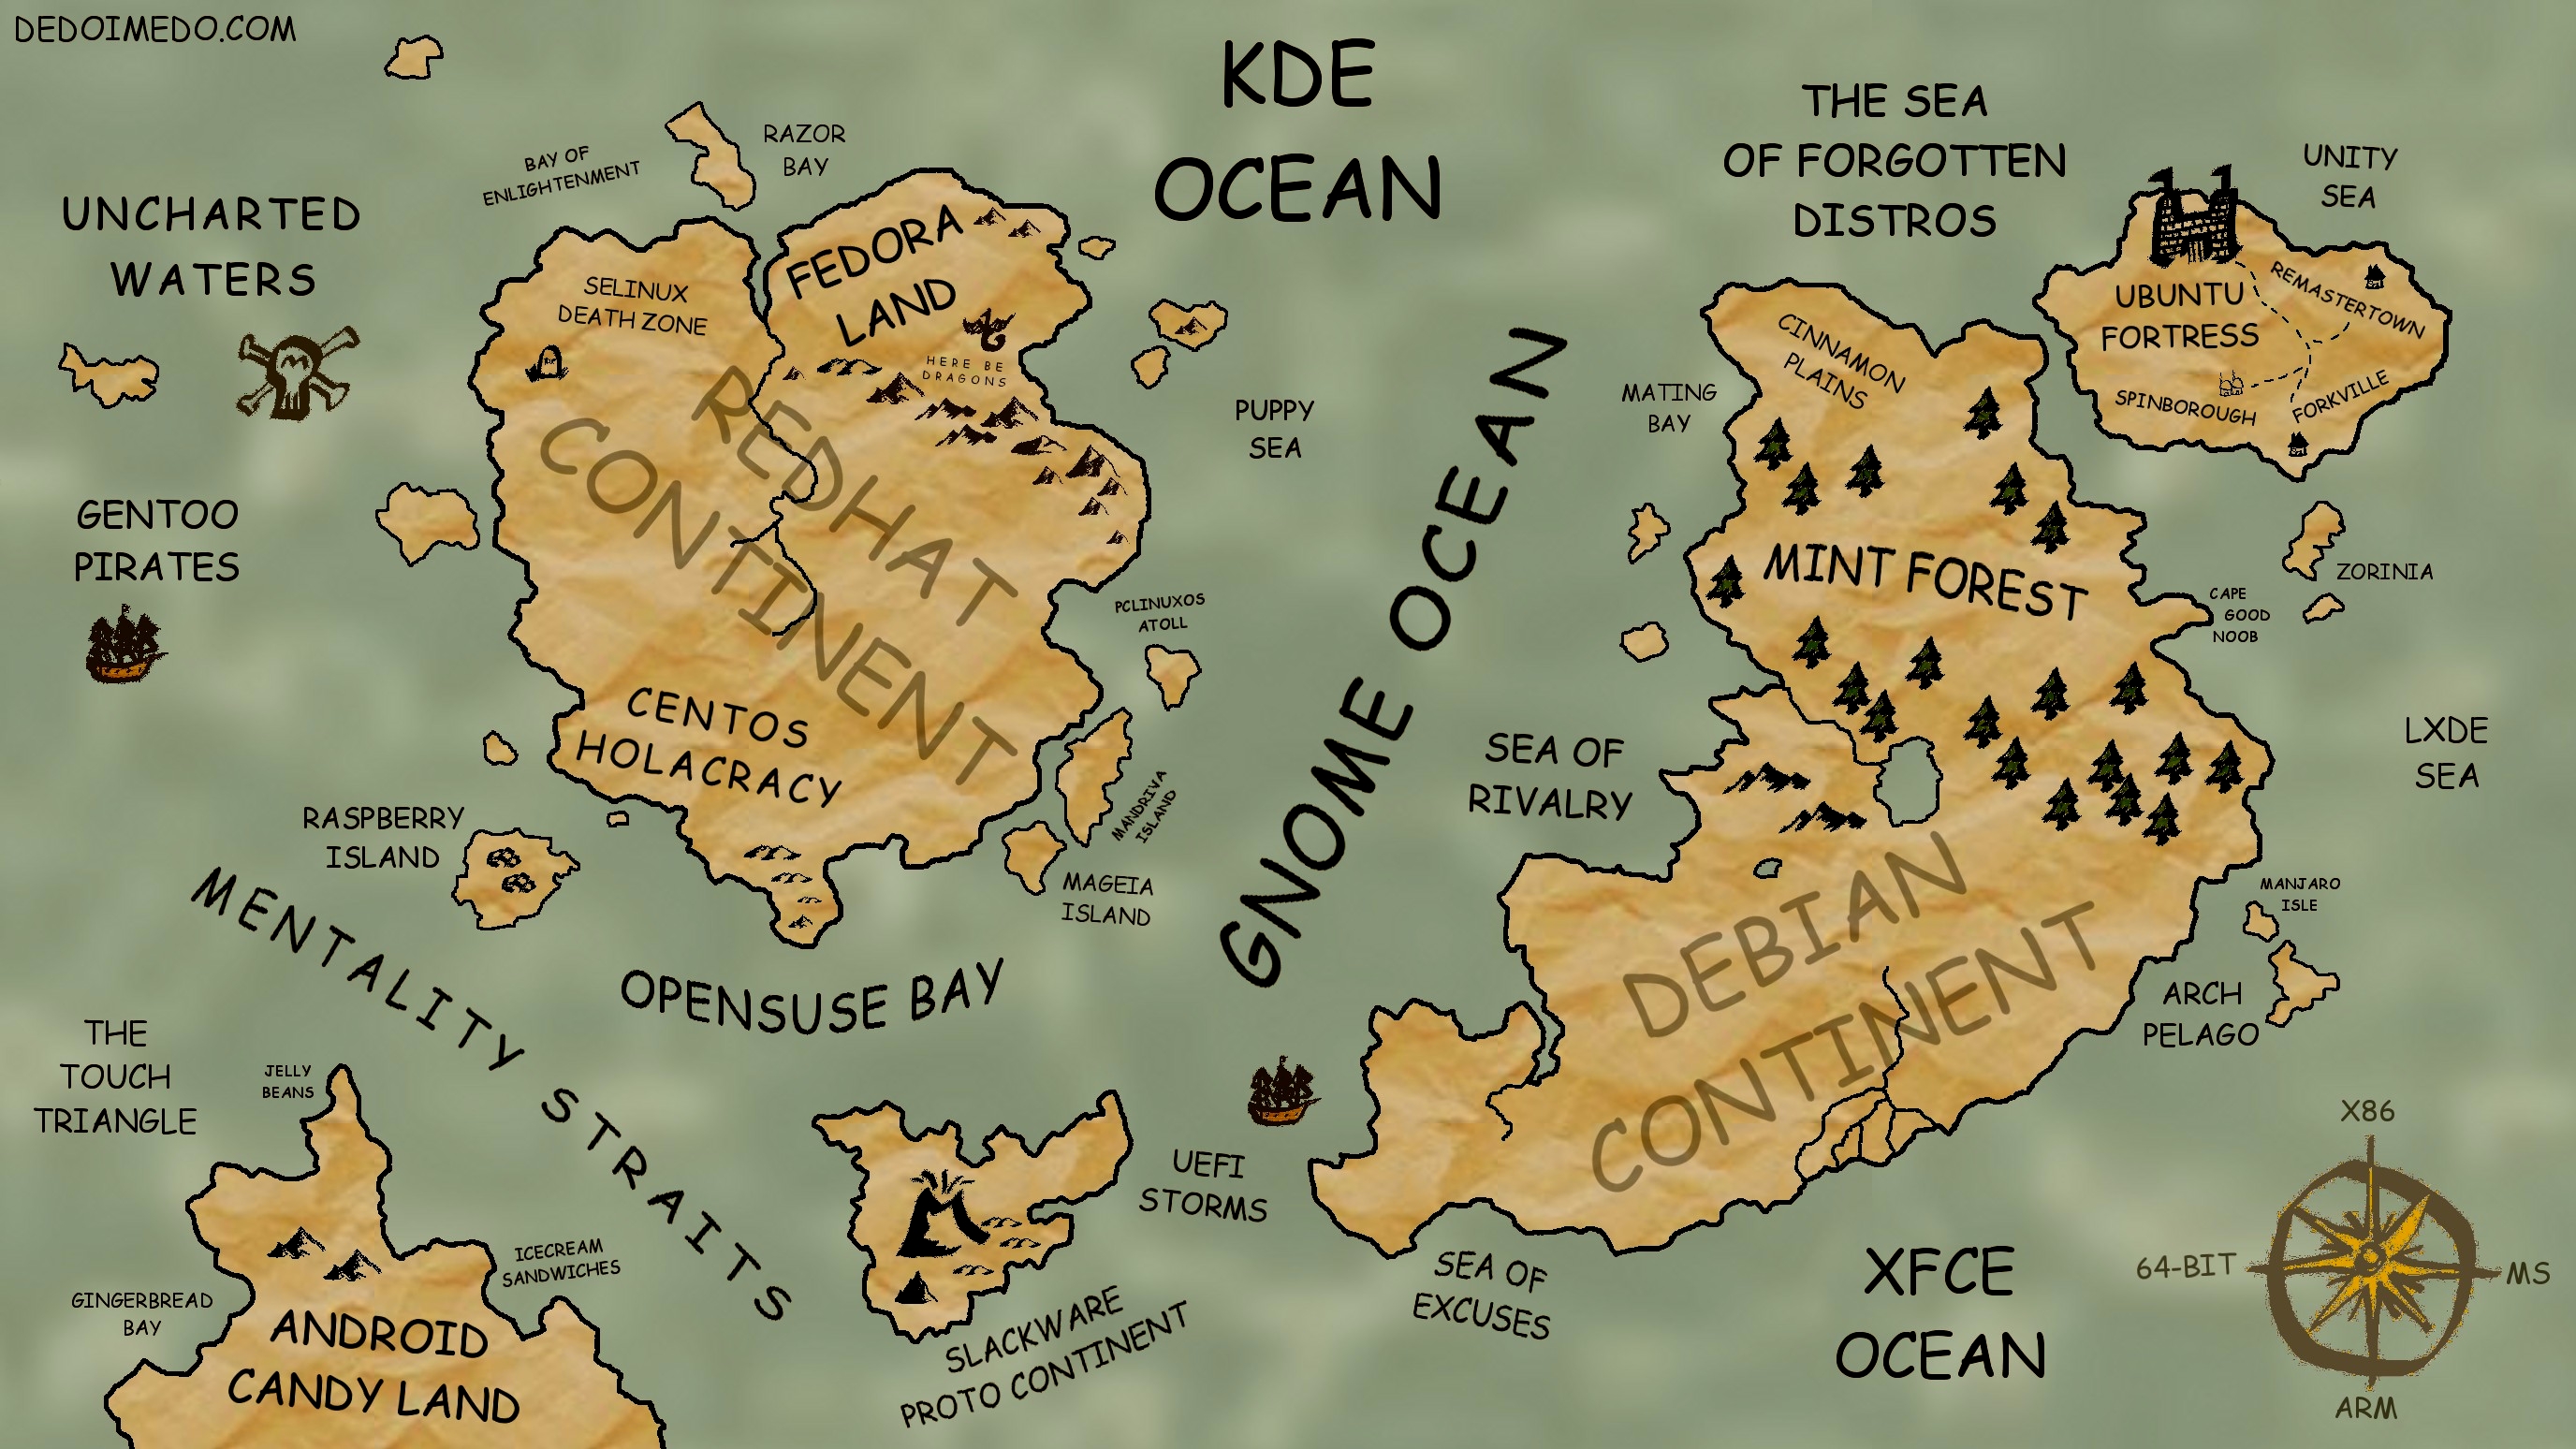 DEDOIMEDO.COM
KDE
OCEAN
THE SEA
OF FORGOTTEN
DISTROS
UNITY
SEA
RAZOR
BAY
BAY OF
ENLIGHTENMENT
UNCHARTED
WATERS
FEDORA
LAND
SELINUX
DEATH ZONE
HERE BE
DRAGONS
REDHAT
CONTINENT
PUPPY
SEA
GNOME OCEAN
MATING
BAY
CINNAMON
PLAINS
UBUNTU
FORTRESS
REMASTERTOWN
SPINBOROUGH
FORKVILLE
GENTOO
PIRATES
MINT FOREST
ZORINIA
CAPE
GOOD
NOOB
PCLINUXOS
ATOLL
CENTOS
HOLACRACY
MANDRIVA
ISLAND
MAGEIA
ISLAND
SEA OF
RIVALRY
LXDE
SEA
RASPBERRY
ISLAND
MENTALITY STRAITS
OPENSUSE BAY
DEBIAN
CONTINENT
MANJARO
ISLE
ARCH
PELAGO
THE
TOUCH
TRIANGLE
JELLY
BEANS
UEFI
STORMS
X86
64-BIT
MS
ARM
ICECREAM
SANDWICHES
GINGERBREAD
BAY
ANDROID
CANDY LAND
SLACKWARE
PROTO CONTINENT
SEA OF
EXCUSES
XFCE
OCEAN